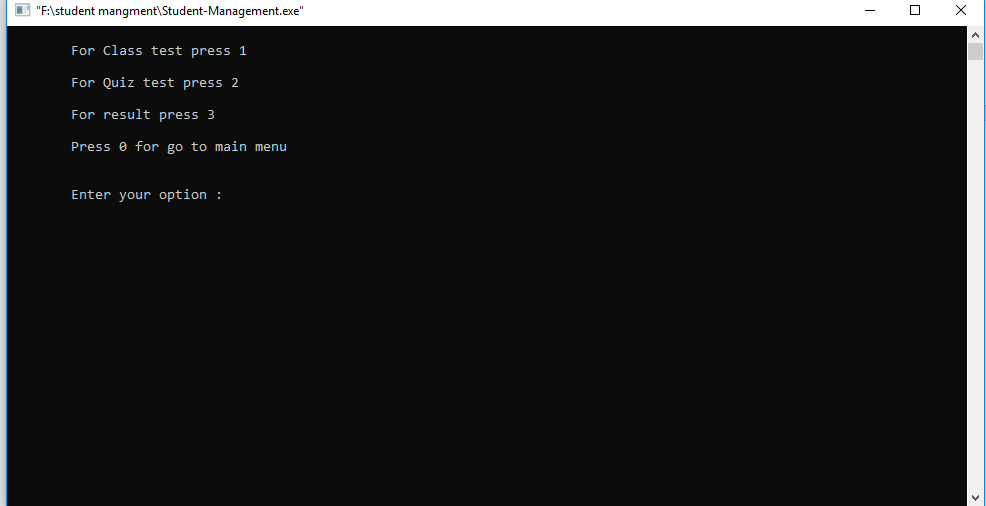 "F:\student mangment\Student-Management.exe"
For Class test press 1
For Quiz test press 2
For result press 3
Press 0 for go to main menu
Enter your option :